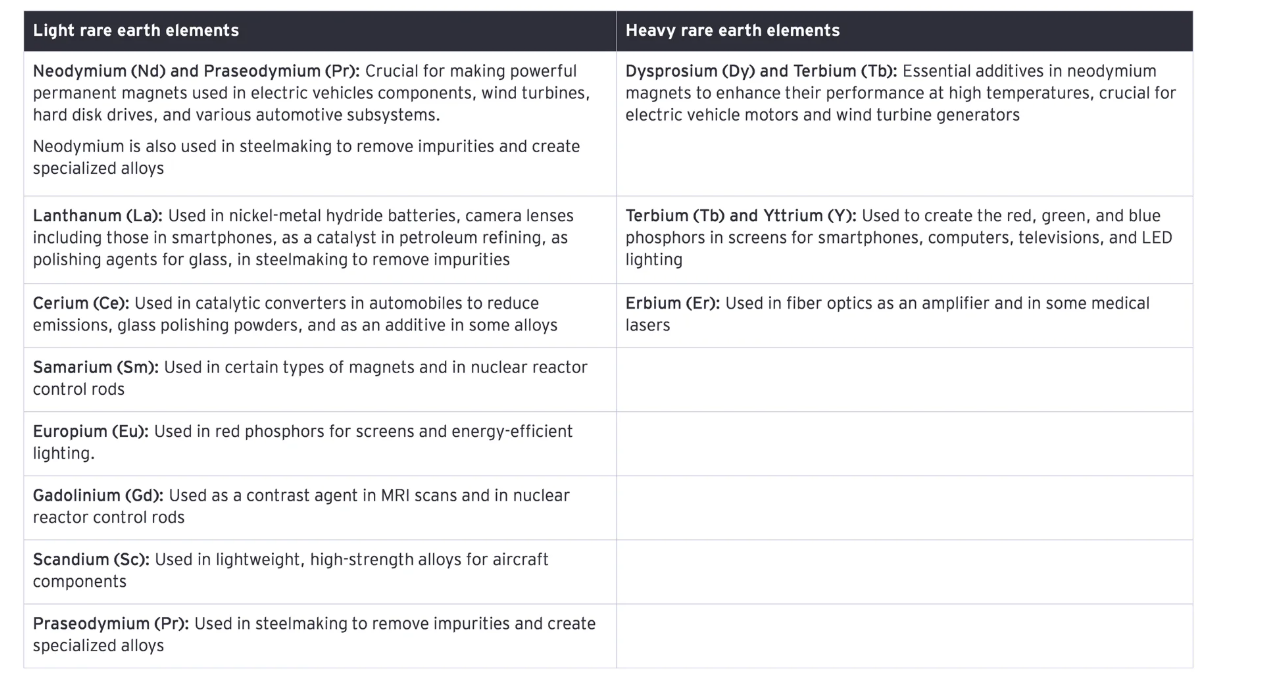 Light rare earth elements
Heavy rare earth elements
Neodymium (Nd) and Praseodymium (Pr): Crucial for making powerful
permanent magnets used in electric vehicles components, wind turbines,
hard disk drives, and various automotive subsystems.
Neodymium is also used in steelmaking to remove impurities and create
specialized alloys
Dysprosium (Dy) and Terbium (Tb): Essential additives in neodymium
magnets to enhance their performance at high temperatures, crucial for
electric vehicle motors and wind turbine generators
Lanthanum (La): Used in nickel-metal hydride batteries, camera lenses
including those in smartphones, as a catalyst in petroleum refining, as
polishing agents for glass, in steelmaking to remove impurities
Terbium (Tb) and Yttrium (Y): Used to create the red, green, and blue
phosphors in screens for smartphones, computers, televisions, and LED
lighting
Cerium (Ce): Used in catalytic converters in automobiles to reduce
emissions, glass polishing powders, and as an additive in some alloys
Erbium (Er): Used in fiber optics as an amplifier and in some medical
lasers
Samarium (Sm): Used in certain types of magnets and in nuclear reactor
control rods
Europium (Eu): Used in red phosphors for screens and energy-efficient
lighting.
Gadolinium (Gd): Used as a contrast agent in MRI scans and in nuclear
reactor control rods
Scandium (Sc): Used in lightweight, high-strength alloys for aircraft
components
Praseodymium (Pr): Used in steelmaking to remove impurities and create
specialized alloys